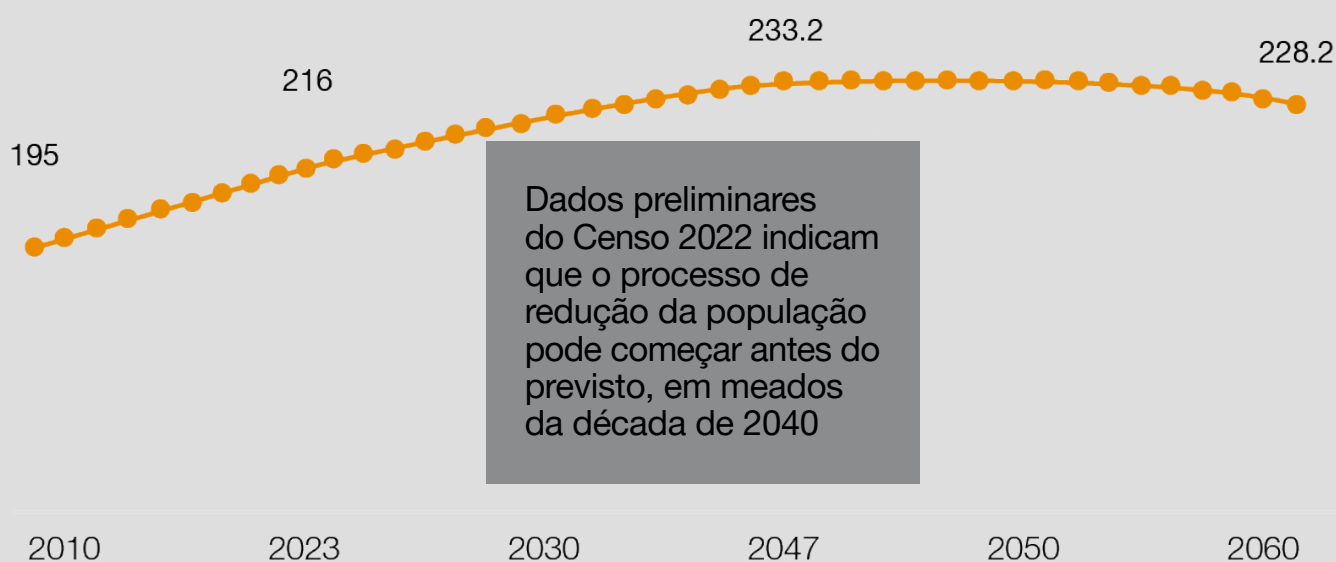 233.2
228.2
216
195
Dados preliminares
do Censo 2022 indicam
que o processo de
redução da população
pode começar antes do
previsto, em meados
da década de 2040
2010 2023 2030 2047 2050 2060